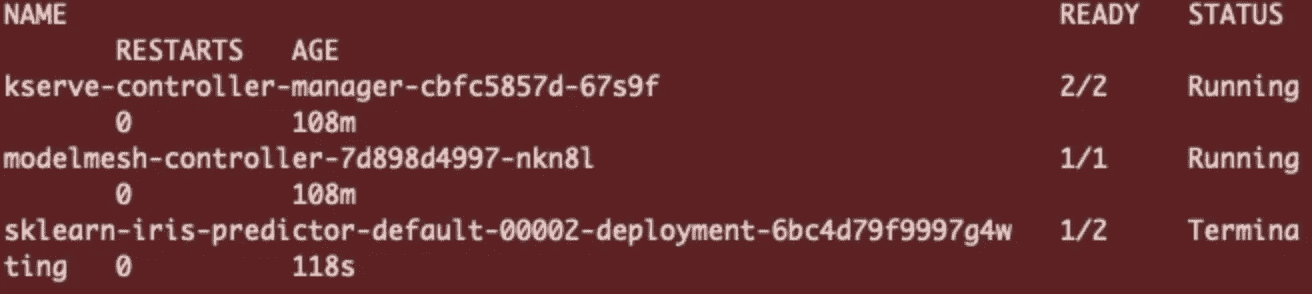 NAME READY STATUS
RESTARTS AGE
kserve-controller-manager-cbfc5857d-67s9f 2/2 Running
0 108m
modelmesh-controller-7d898d4997-nkn8l 1/1 Running
0 108m
sklearn-iris-predictor-default-00002-deployment-6bc4d79f9997g4w 1/2 Termina
ting 0 118s